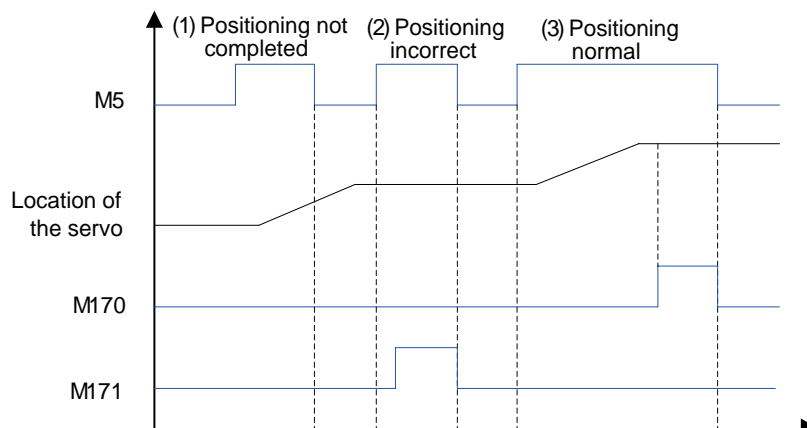 (1) Positioning not
completed
(2) Positioning
incorrect
(3) Positioning
normal
M5
Location of
the servo
M170
M171